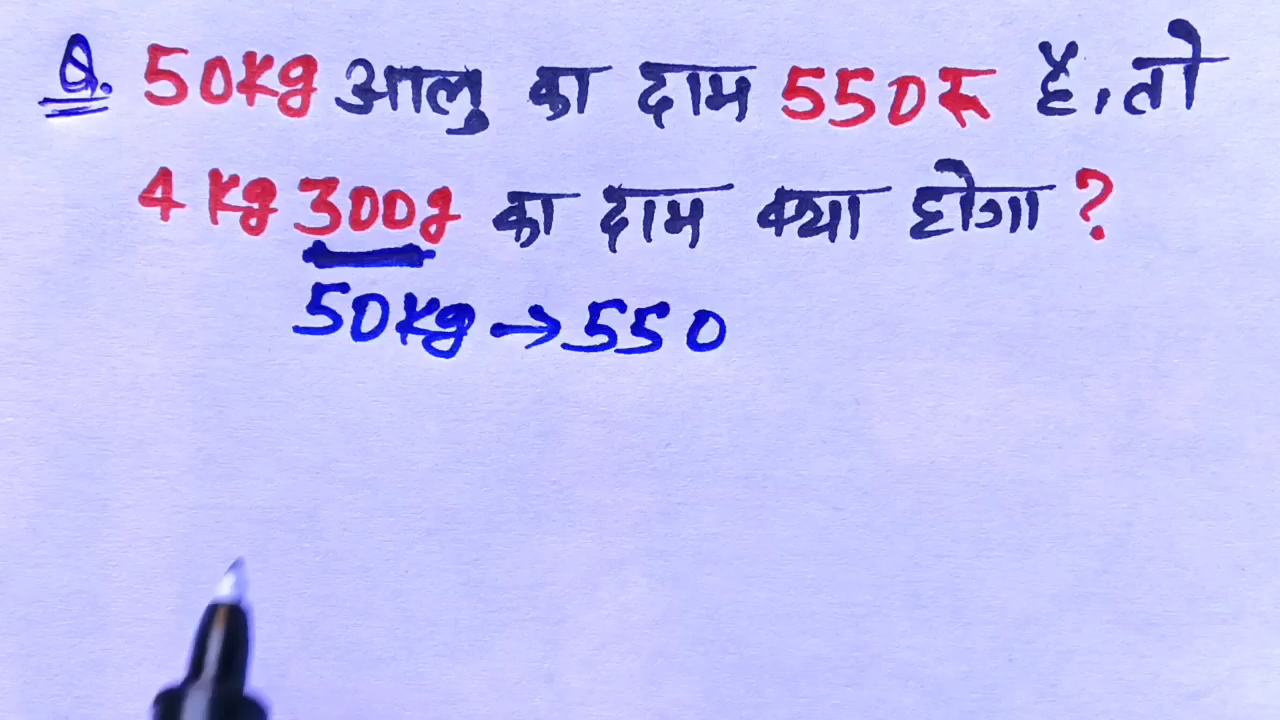 Q. 50Kg आलु का दाम 550रू है, तो
4 Kg 300g का दाम क्या होगा ?
50Kg → 550